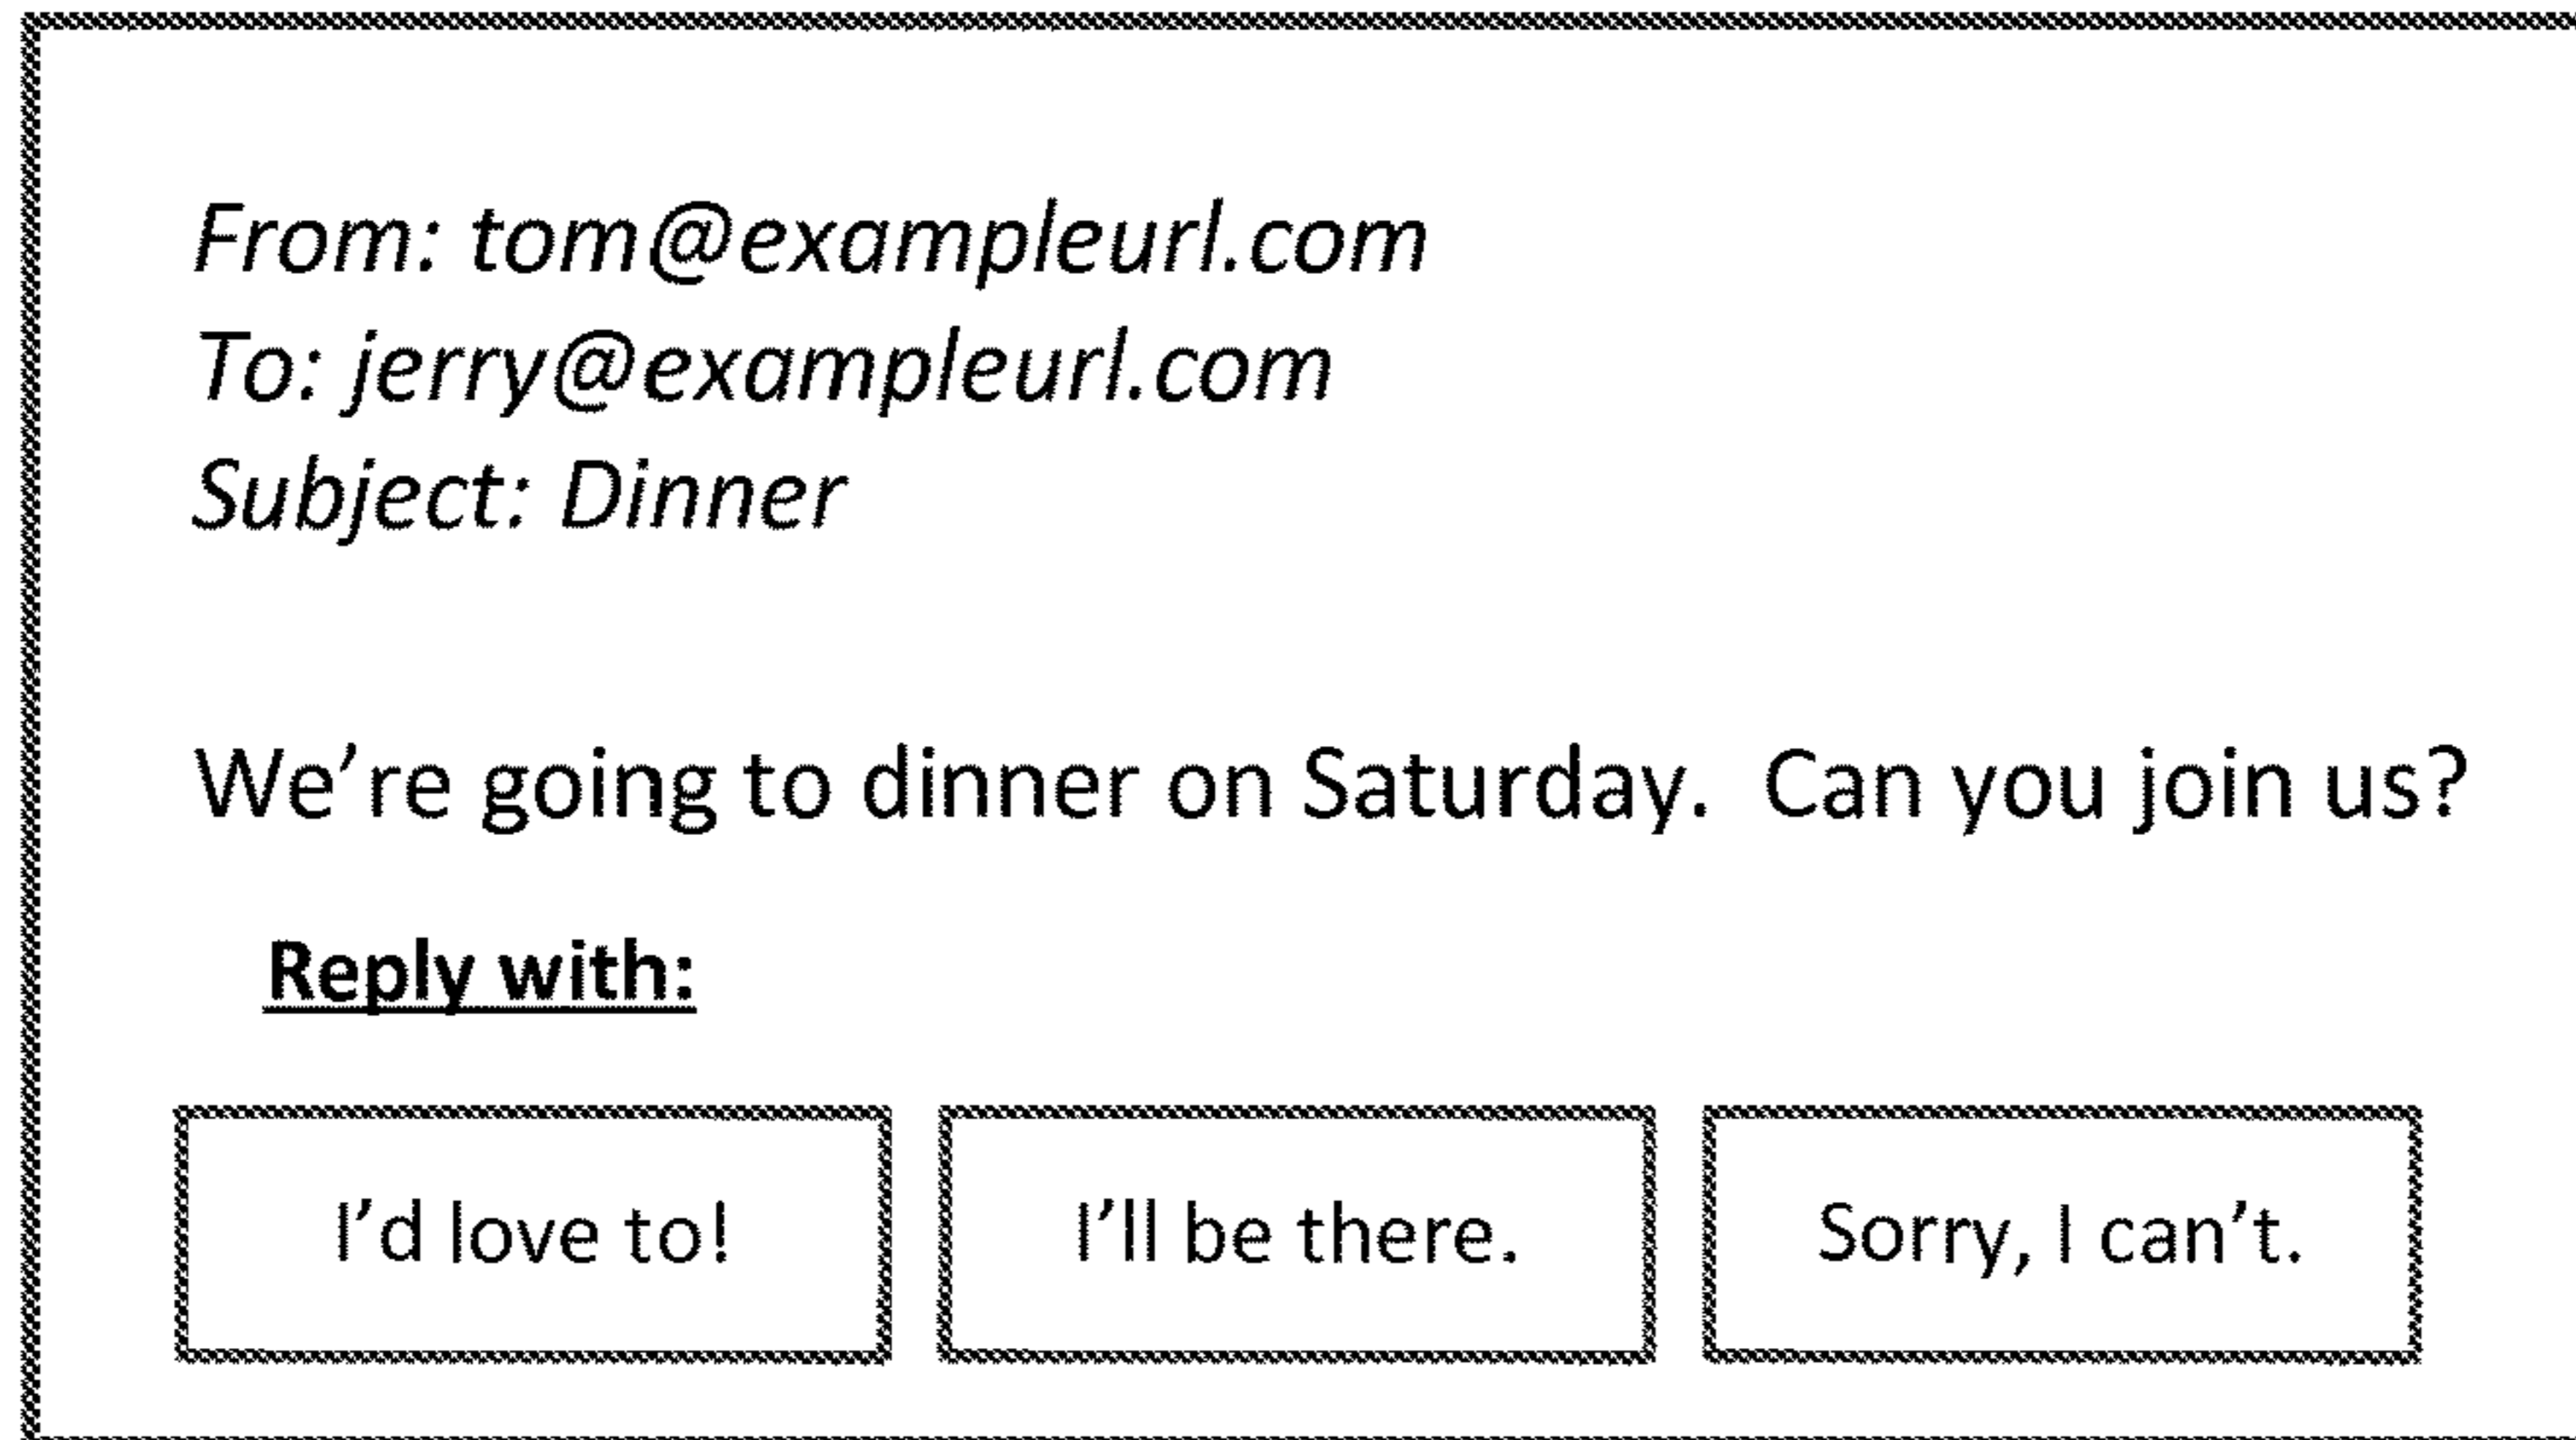 From: tom@exampleurl.com
To: jerry@exampleurl.com
Subject: Dinner
We're going to dinner on Saturday.  Can you join us?
Reply with:
I'd love to!
I'll be there.
Sorry, I can't.